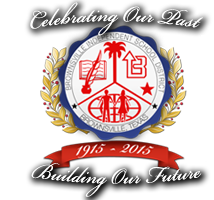 Celebrating Our Past
BROWNSVILLE INDEPENDENT SCHOOL DISTRICT
BROWNSVILLE, TEXAS
1915 - 2015
Building Our Future